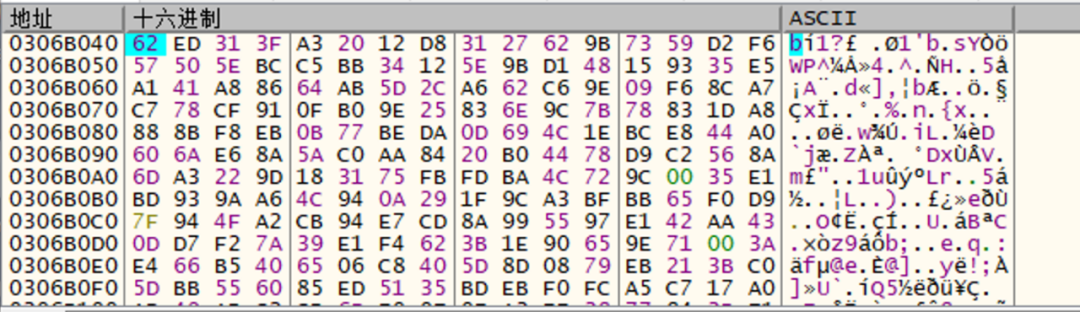 地址 十六进制 ASCII
0306B040 62 ED 31 3F A3 20 12 D8 31 27 62 9B 73 59 D2 F6 bí1?£ .Ø1'b.sYÒö
0306B050 57 50 5E BC C5 BB 34 12 5E 9B D1 48 15 93 35 E5 WP^¼Å»4.^.ÑH..5å
0306B060 A1 41 A8 86 64 AB 5D 2C A6 62 C6 9E 09 F6 8C A7 ¡A¨.d«],¦bÆ..ö.§
0306B070 C7 78 CF 91 0F B0 9E 25 83 6E 9C 7B 78 83 1D A8 ÇxÏ..°.%.n.{x..¨
0306B080 88 8B F8 EB 0B 77 BE DA 0D 69 4C 1E BC E8 44 A0 ..øë.w¾Ú.iL.¼èD
0306B090 60 6A E6 8A 5A C0 AA 84 20 B0 44 78 D9 C2 56 8A `jæ.ZÀª. °DxÙÂV.
0306B0A0 6D A3 22 9D 18 31 75 FB FD BA 4C 72 9C 00 35 E1 m£"..1uûýºLr..5á
0306B0B0 BD 93 9A A6 4C 94 0A 29 1F 9C A3 BF BB 65 F0 D9 ½..¦L..)..£¿»eðÙ
0306B0C0 7F 94 4F A2 CB 94 E7 CD 8A 99 55 97 E1 42 AA 43 ..O¢Ë.çÍ..U.áBªC
0306B0D0 0D D7 F2 7A 39 E1 F4 62 3B 1E 90 65 9E 71 00 3A .×òz9áôb;..e.q.:
0306B0E0 E4 66 B5 40 65 06 C8 40 5D 8D 08 79 EB 21 3B C0 äfµ@e.È@]..yë!;À
0306B0F0 5D BB 55 60 85 ED 51 35 BD EB F0 FC A5 C7 17 A0 ]»U`.íQ5½ëðü¥Ç.